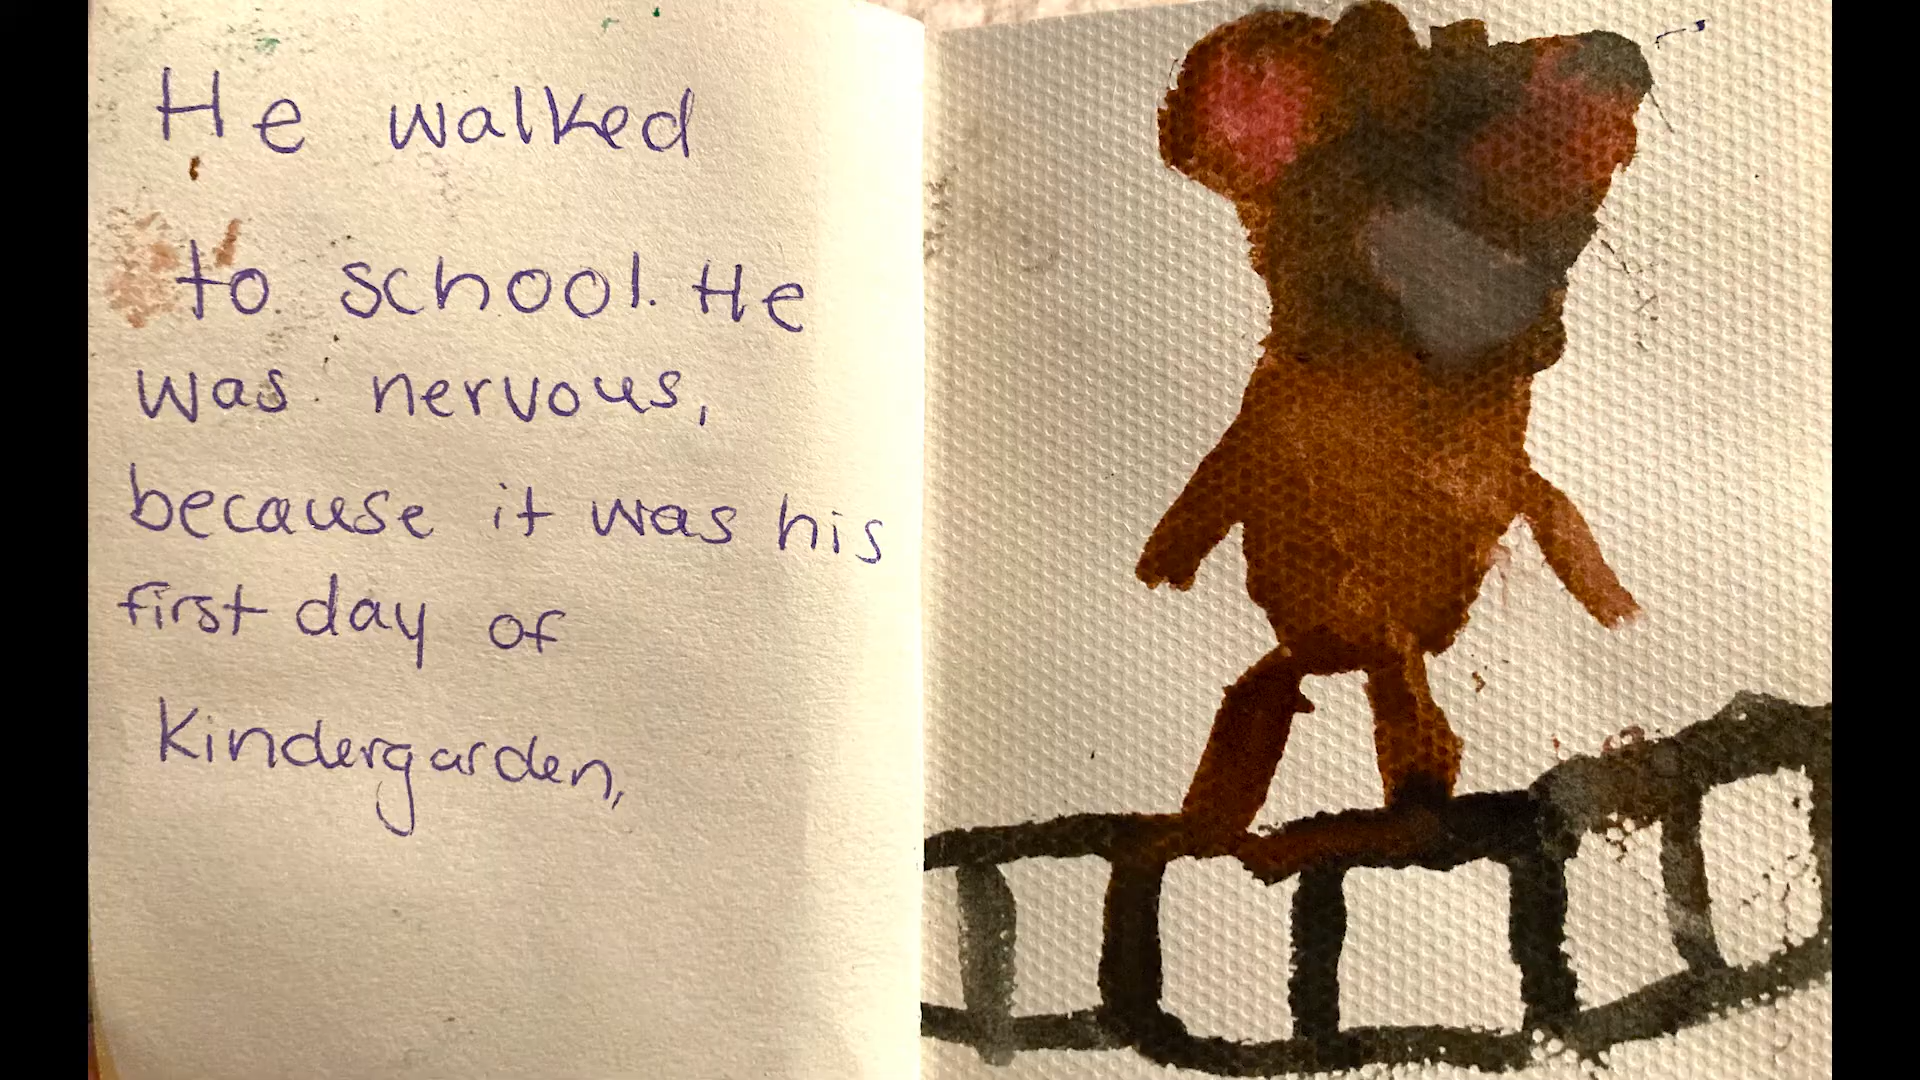 He walked
to school. He
was nervous,
because it was his
first day of
Kindergarden,